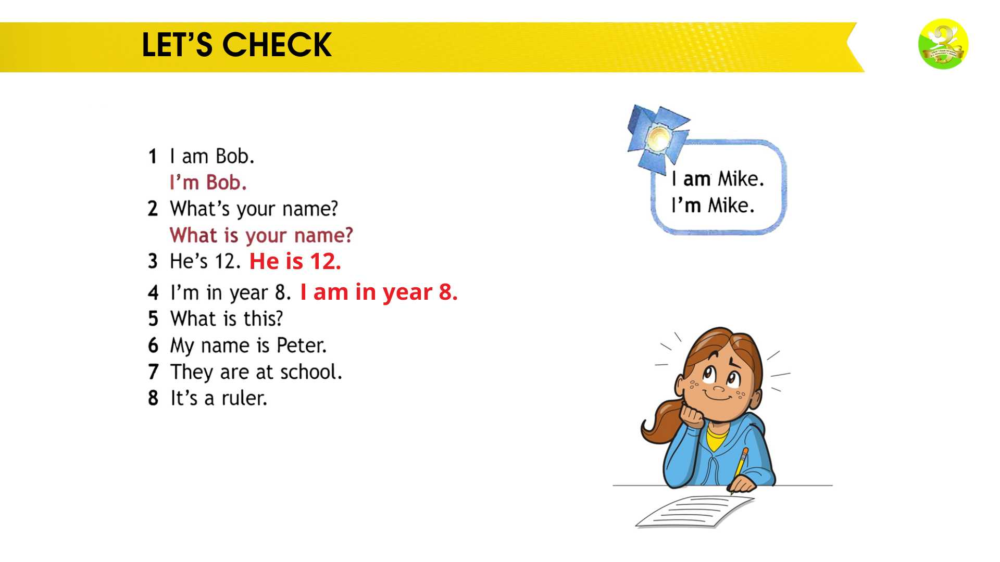 LET’S CHECK
1 I am Bob.
I’m Bob.
2 What’s your name?
What is your name?
3 He’s 12. He is 12.
4 I’m in year 8. I am in year 8.
5 What is this?
6 My name is Peter.
7 They are at school.
8 It’s a ruler.
I am Mike.
I’m Mike.
3